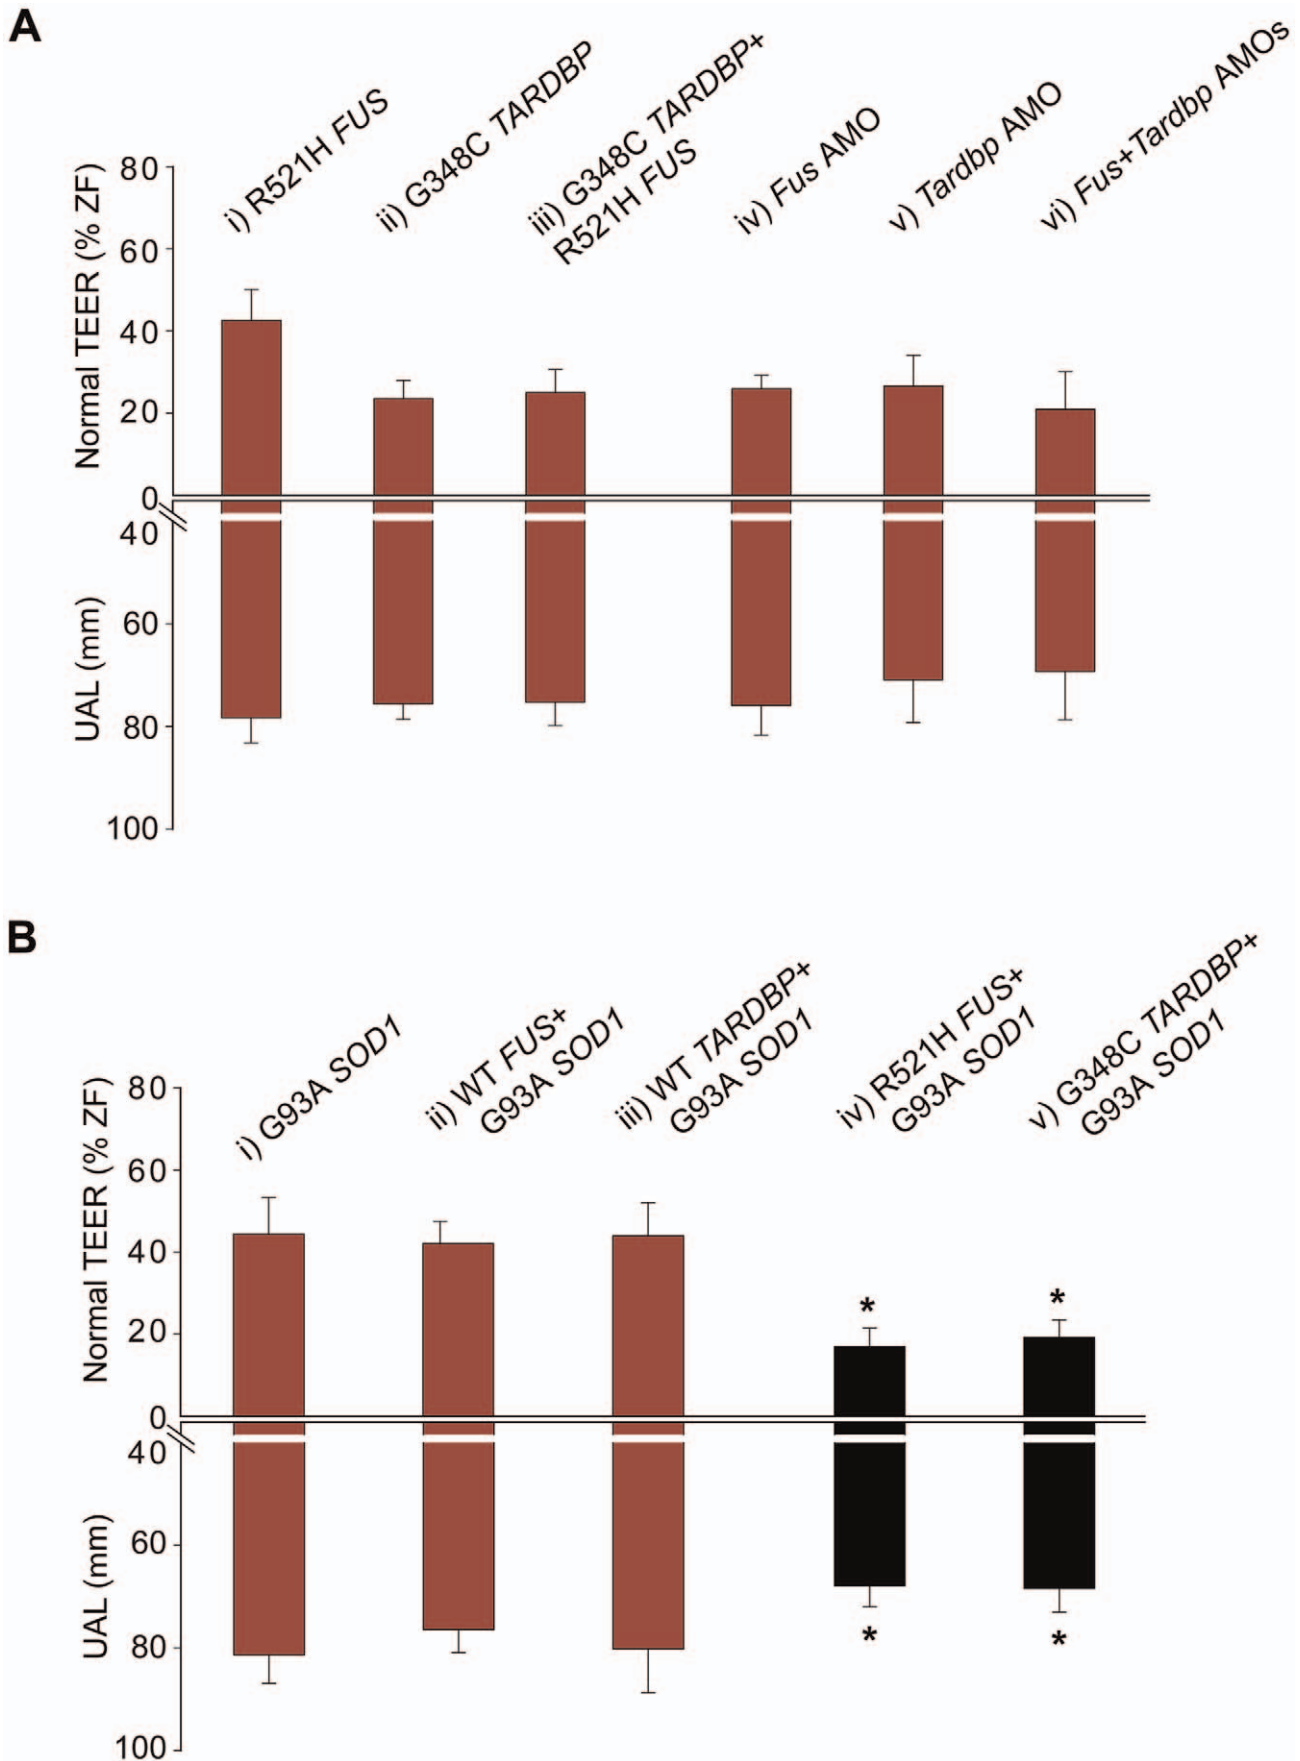 A
i) R521H FUS
ii) G348C TARDBP
iii) G348C TARDBP+
R521H FUS
iv) Fus AMO
v) Tardbp AMO
vi) Fus+Tardbp AMOs
Normal TEER (% ZF)
80
60
40
20
0
40
60
80
100
UAL (mm)
B
i) G93A SOD1
ii) WT FUS+
G93A SOD1
iii) WT TARDBP+
G93A SOD1
iv) R521H FUS+
G93A SOD1
v) G348C TARDBP+
G93A SOD1
Normal TEER (% ZF)
80
60
40
20
0
40
60
80
100
UAL (mm)
* *
* *